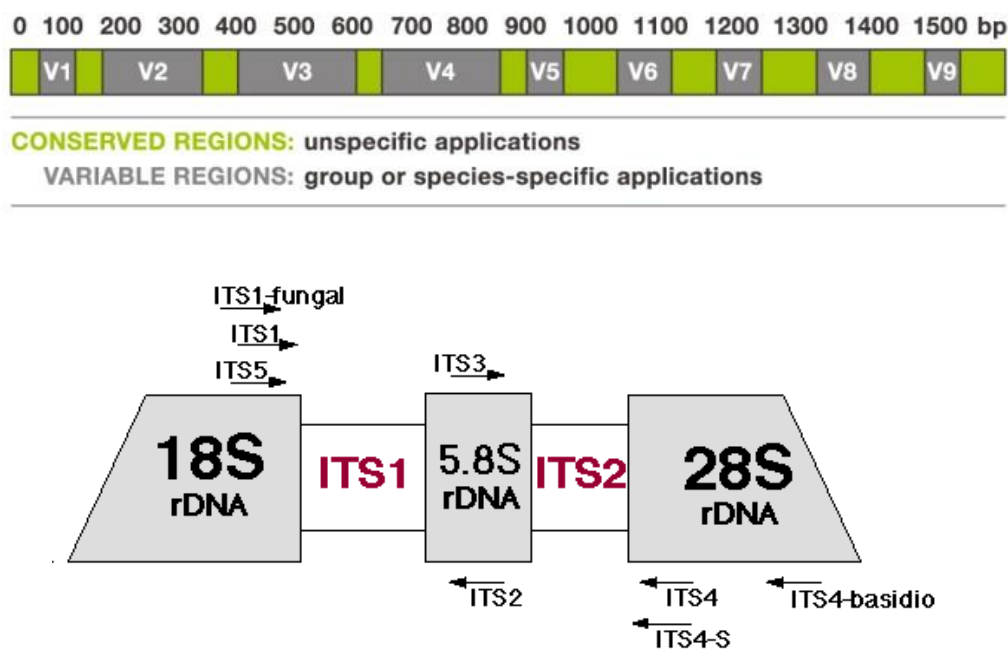 0 100 200 300 400 500 600 700 800 900 1000 1100 1200 1300 1400 1500 bp
V1 V2 V3 V4 V5 V6 V7 V8 V9
CONSERVED REGIONS: unspecific applications
VARIABLE REGIONS: group or species-specific applications
ITS1-fungal
ITS1
ITS5
ITS3
18S
rDNA
ITS1
5.8S
rDNA
ITS2
28S
rDNA
ITS2
ITS4
ITS4-basidio
ITS4-S